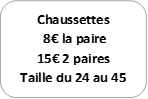 Chaussettes
8€ la paire
15€ 2 paires
Taille du 24 au 45